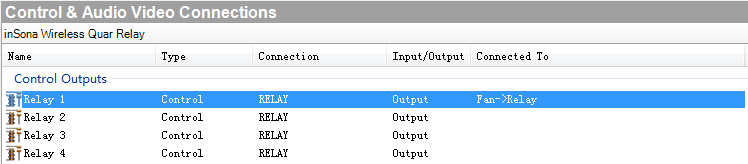 Control & Audio Video Connections
inSona Wireless Quar Relay
Name Type Connection Input/Output Connected To
Control Outputs
Relay 1 Control RELAY Output Fan->Relay
Relay 2 Control RELAY Output
Relay 3 Control RELAY Output
Relay 4 Control RELAY Output